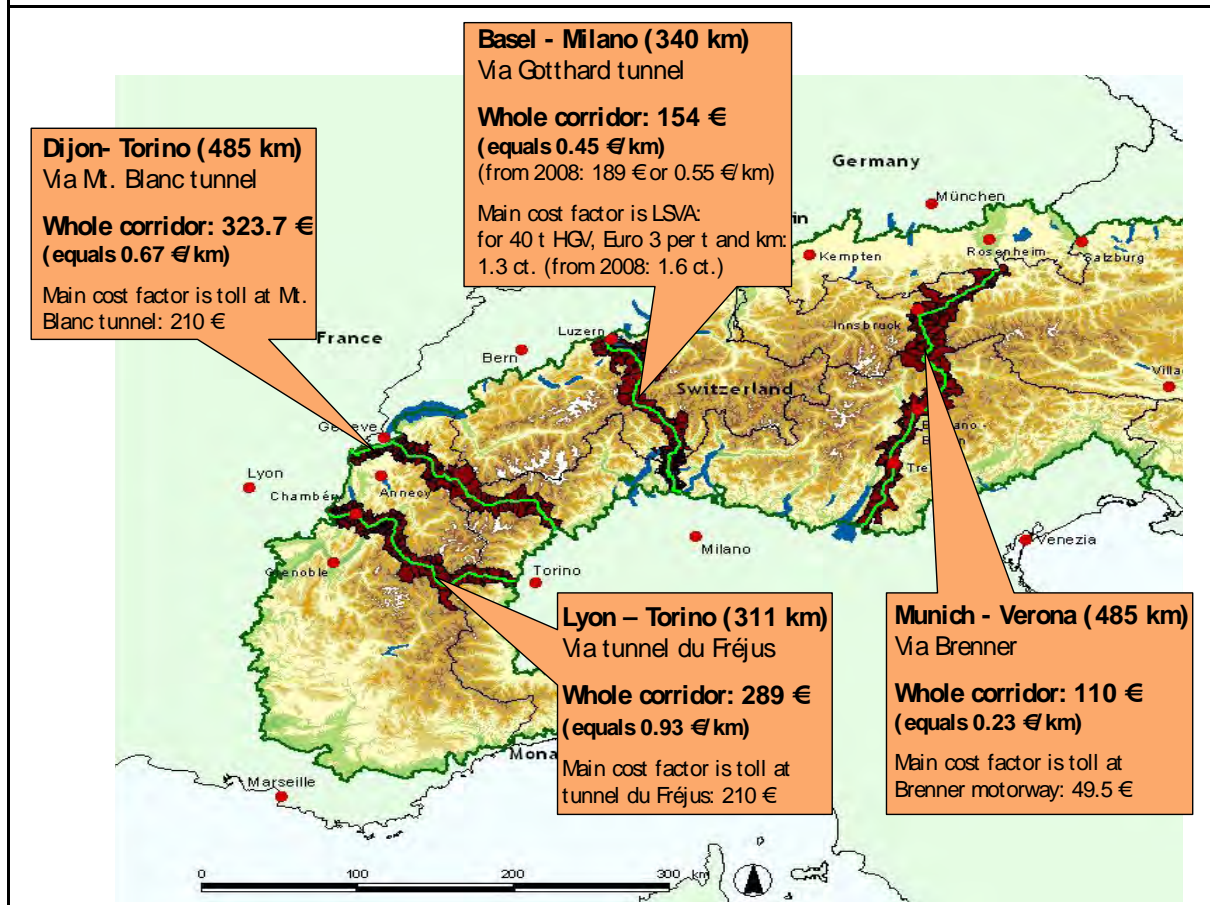 Basel - Milano (340 km)
Via Gotthard tunnel
Whole corridor: 154 €
(equals 0.45 €/km)
(from 2008: 189 € or 0.55 €/km)
Main cost factor is LSVA:
for 40 t HGV, Euro 3 per t and km:
1.3 ct. (from 2008: 1.6 ct.)
Dijon- Torino (485 km)
Via Mt. Blanc tunnel
Whole corridor: 323.7 €
(equals 0.67 €/km)
Main cost factor is toll at Mt.
Blanc tunnel: 210 €
Germany
München
Kempten
Rosenheim
Salzburg
France
Luzern
Bern
Innsbruck
Switzerland
Villa
Genève
Lyon
Chambéry
Annecy
Tre
Milano
Venezia
Grenoble
Torino
Lyon – Torino (311 km)
Via tunnel du Fréjus
Whole corridor: 289 €
(equals 0.93 €/km)
Main cost factor is toll at
tunnel du Fréjus: 210 €
Munich - Verona (485 km)
Via Brenner
Whole corridor: 110 €
(equals 0.23 €/km)
Main cost factor is toll at
Brenner motorway: 49.5 €
Mona
Marseille
0 100 200 300 km